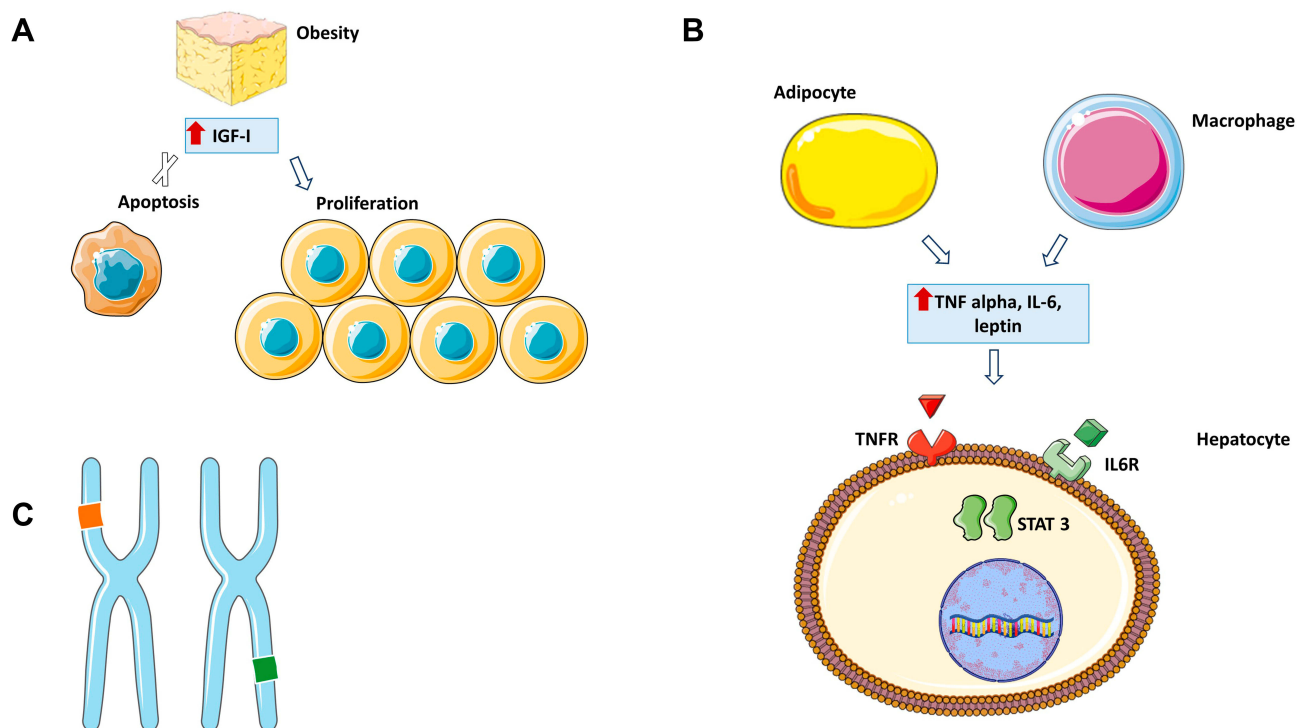 A
Obesity
IGF-I
Apoptosis
Proliferation
B
Adipocyte
Macrophage
TNF alpha, IL-6,
leptin
TNFR
IL6R
Hepatocyte
STAT 3
C